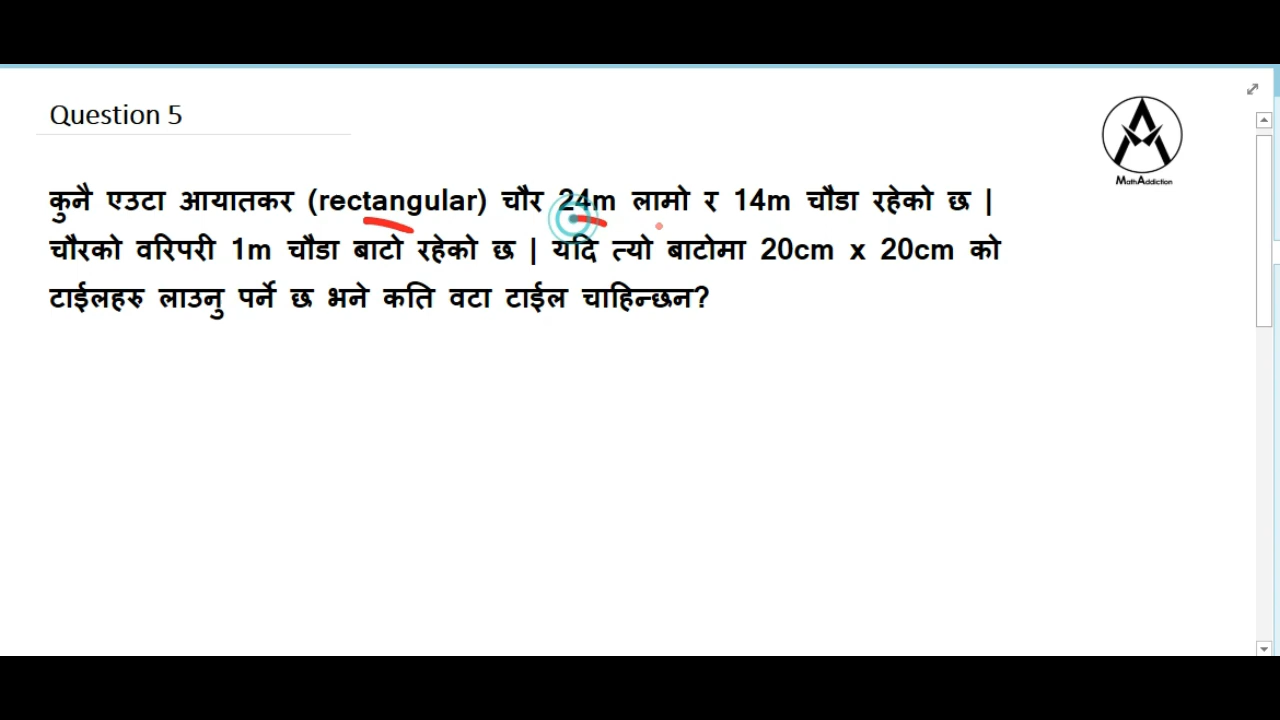 Question 5
MathAddiction
कुनै एउटा आयातकर (rectangular) चौर 24m लामो र 14m चौडा रहेको छ |
चौरको वरिपरी 1m चौडा बाटो रहेको छ | यदि त्यो बाटोमा 20cm x 20cm को
टाईलहरु लाउनु पर्ने छ भने कति वटा टाईल चाहिन्छन?